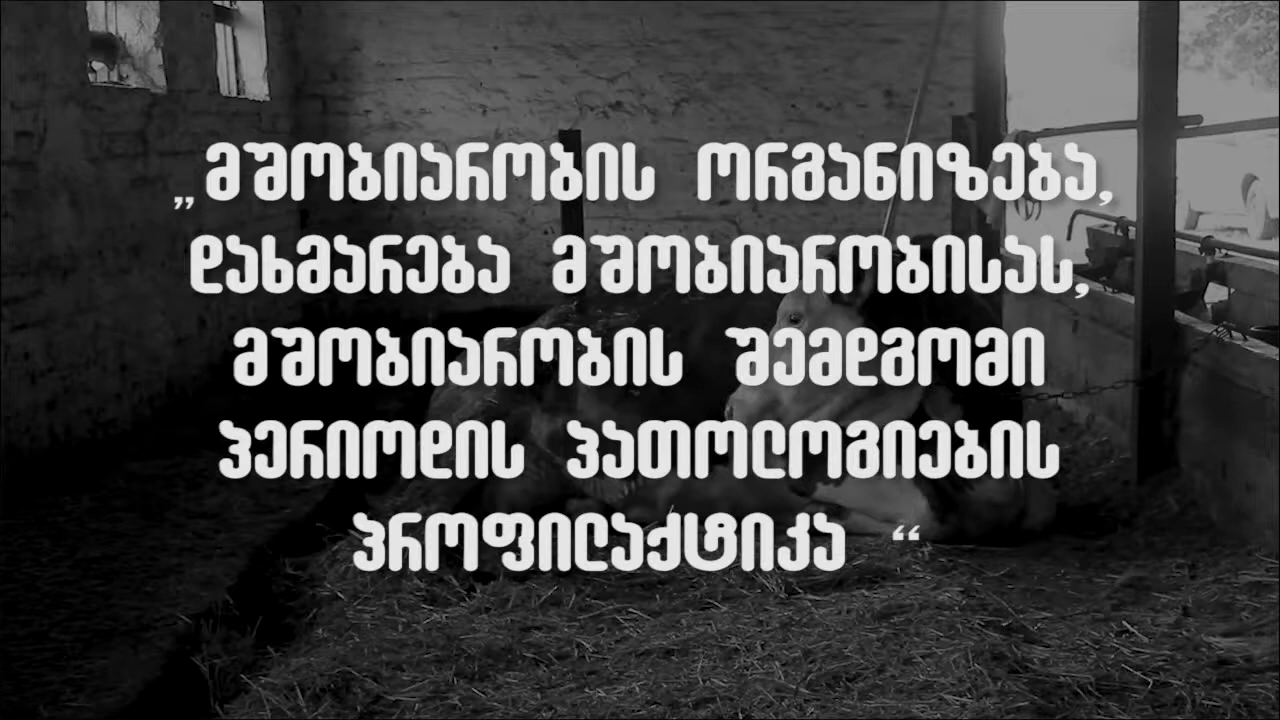 „მშობიარობის ორგანიზება,
დახმარება მშობიარობისას,
მშობიარობის შემდგომი
პერიოდის პათოლოგიების
პროფილაქტიკა “